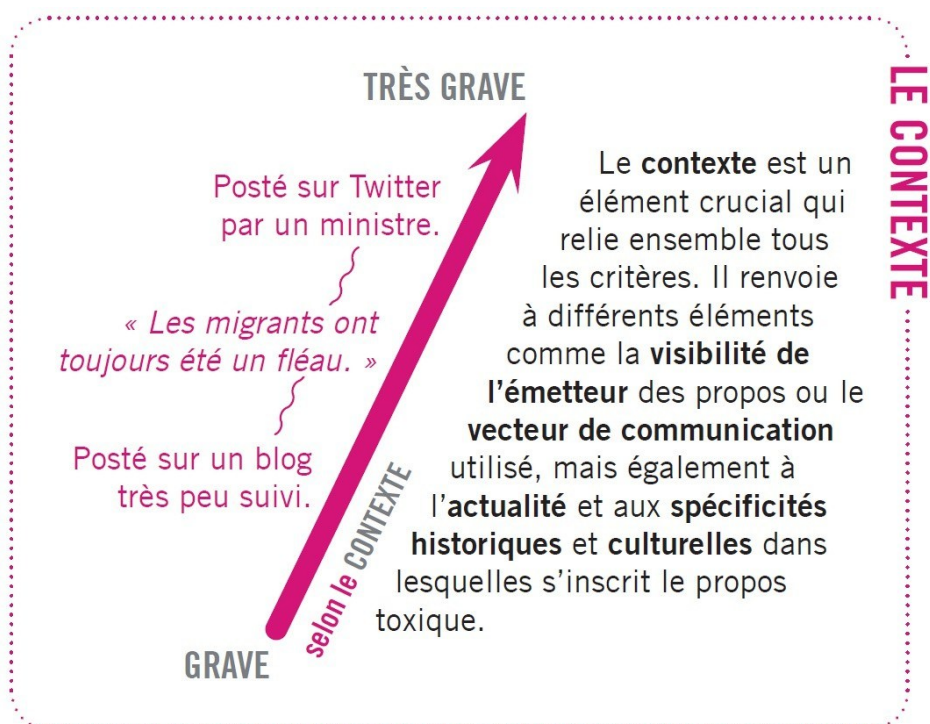 LE CONTEXTE
TRÈS GRAVE
Posté sur Twitter
par un ministre.
« Les migrants ont
toujours été un fléau. »
Posté sur un blog
très peu suivi.
GRAVE
selon le CONTEXTE
Le contexte est un
élément crucial qui
relie ensemble tous
les critères. Il renvoie
à différents éléments
comme la visibilité de
l'émetteur des propos ou le
vecteur de communication
utilisé, mais également à
l'actualité et aux spécificités
historiques et culturelles dans
lesquelles s'inscrit le propos
toxique.